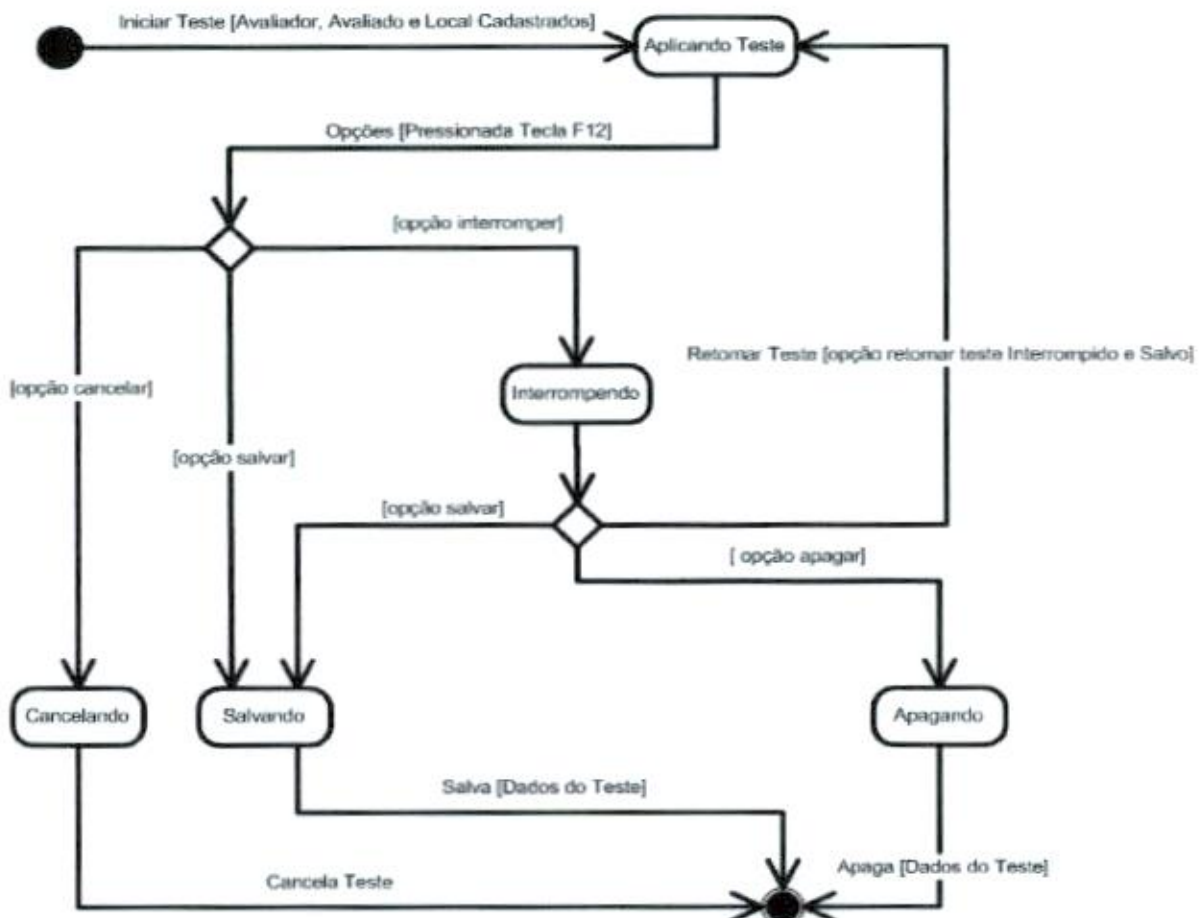 Iniciar Teste [Avaliador, Avaliado e Local Cadastrados]
Aplicando Teste
Opções [Pressionada Tecla F12]
[opção interromper]
Retomar Teste [opção retomar teste Interrompido e Salvo]
[opção cancelar]
Interrompendo
[opção salvar]
[opção salvar]
[ opção apagar]
Cancelando
Salvando
Apagando
Salva [Dados do Teste]
Apaga [Dados do Teste]
Cancela Teste